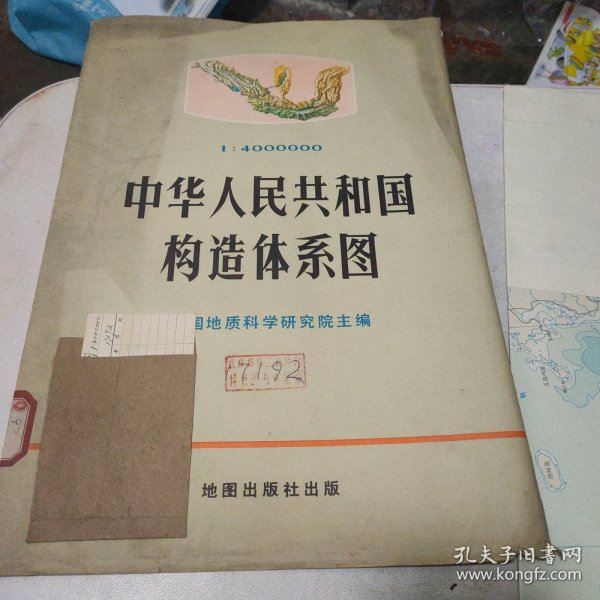 1:4000000
中华人民共和国
构造体系图
国地质科学研究院主编
17192
地图出版社出版
孔夫子旧书网
www.kongfz.com